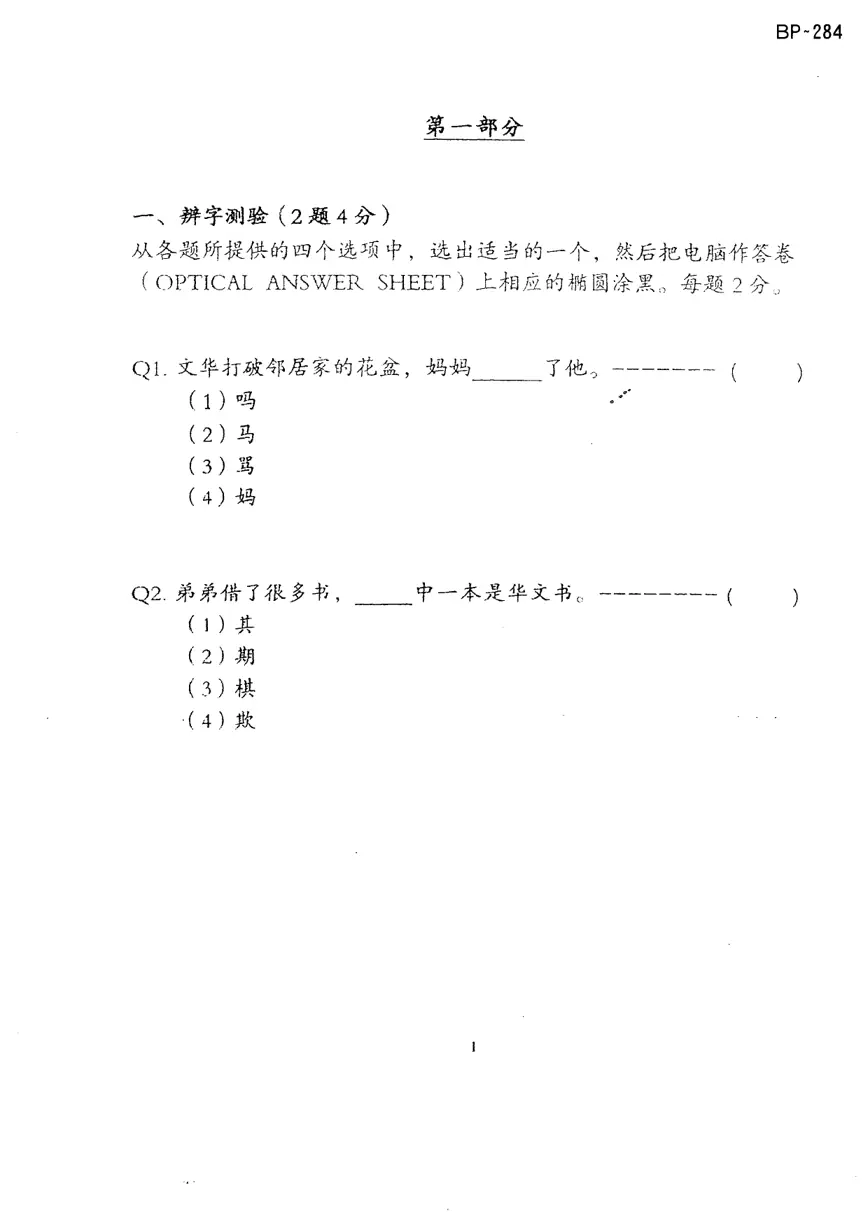 BP-284
第一部分
一、辨字测验（2题4分）
从各题所提供的四个选项中，选出适当的一个，然后把电脑作答卷
（OPTICAL ANSWER SHEET）上相应的椭圆涂黑。每题2分。
Q1. 文华打破邻居家的花盆，妈妈______了他。-------（　　）
（1）吗
（2）马
（3）骂
（4）妈
Q2. 弟弟借了很多书，_____中一本是华文书。--------（　　）
（1）其
（2）期
（3）棋
（4）欺
1